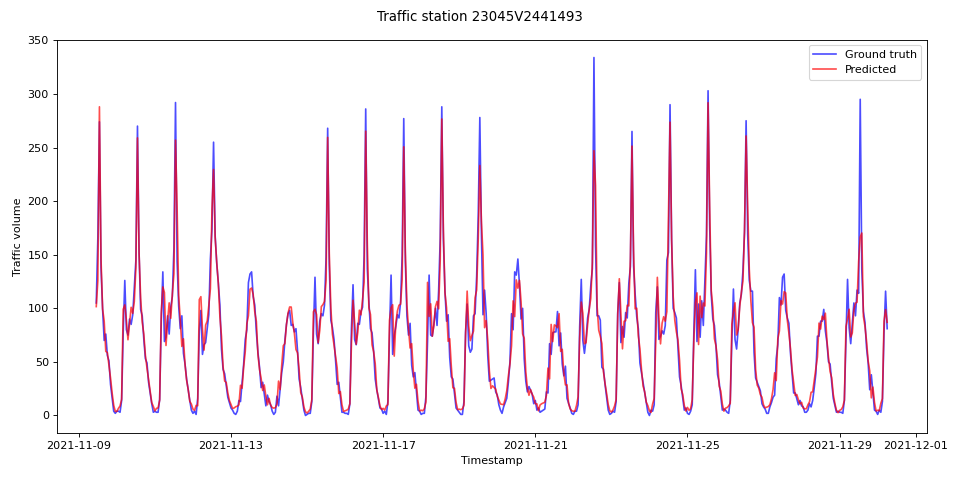 Traffic station 23045V2441493
Ground truth
Predicted
Traffic volume
350
300
250
200
150
100
50
0
2021-11-09 2021-11-13 2021-11-17 2021-11-21 2021-11-25 2021-11-29 2021-12-01
Timestamp